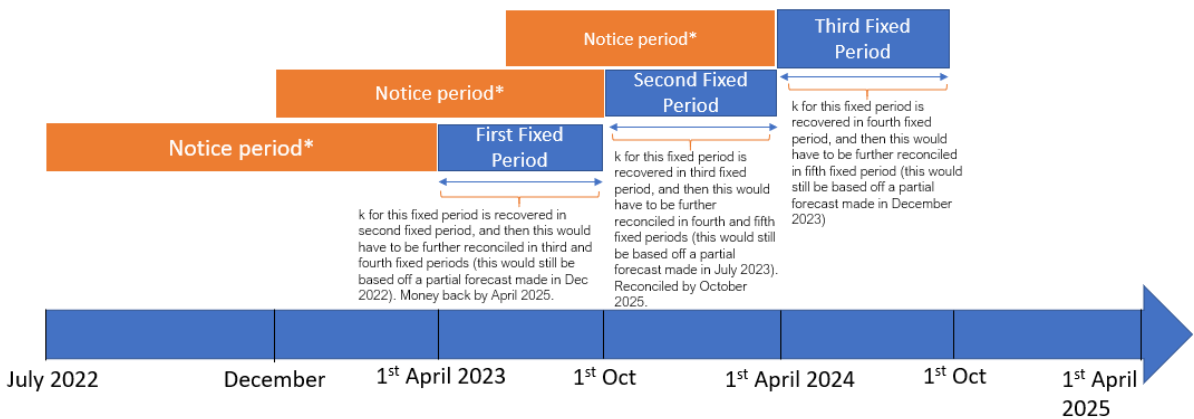 Notice period*
Third Fixed
Period
Notice period*
Second Fixed
Period
Notice period*
First Fixed
Period
k for this fixed period is
recovered in fourth fixed
period, and then this would
have to be further reconciled
in fifth fixed period (this would
still be based off a partial
forecast made in December
2023)
k for this fixed period is
recovered in third fixed
period, and then this would
have to be further
reconciled in fourth and fifth
fixed periods (this would still
be based off a partial
forecast made in July 2023).
Reconciled by October
2025.
k for this fixed period is recovered in
second fixed period, and then this would
have to be further reconciled in third and
fourth fixed periods (this would still be
based off a partial forecast made in Dec
2022). Money back by April 2025.
July 2022
December
1st April 2023
1st Oct
1st April 2024
1st Oct
1st April
2025